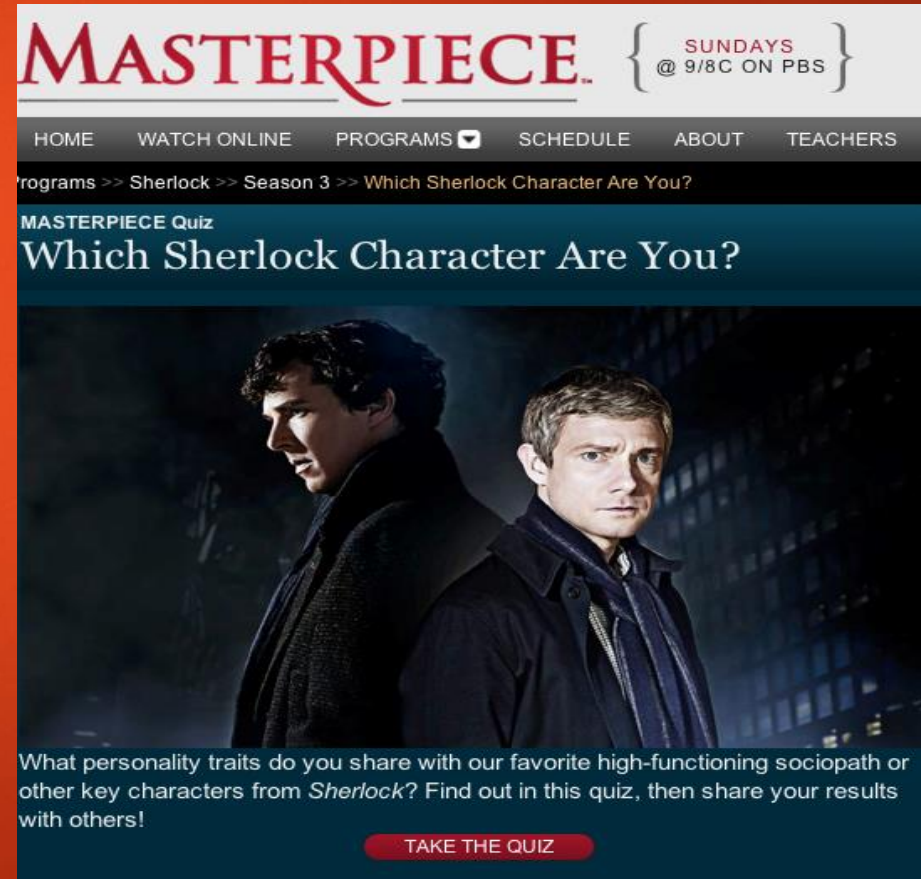 MASTERPIECE™
SUNDAYS
@ 9/8C ON PBS
HOME WATCH ONLINE PROGRAMS SCHEDULE ABOUT TEACHERS
Programs >> Sherlock >> Season 3 >> Which Sherlock Character Are You?
MASTERPIECE Quiz
Which Sherlock Character Are You?
What personality traits do you share with our favorite high-functioning sociopath or
other key characters from Sherlock? Find out in this quiz, then share your results
with others!
TAKE THE QUIZ